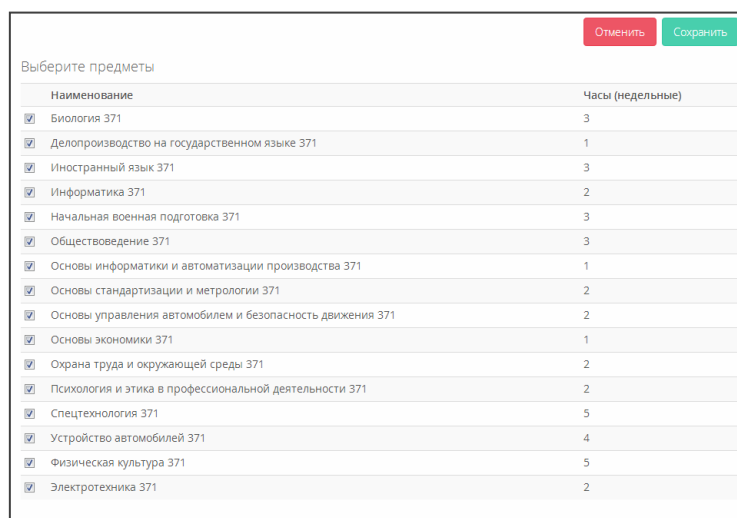 Отменить Сохранить
Выберите предметы
Наименование Часы (недельные)
Биология 371 3
Делопроизводство на государственном языке 371 1
Иностранный язык 371 3
Информатика 371 2
Начальная военная подготовка 371 3
Обществоведение 371 3
Основы информатики и автоматизации производства 371 1
Основы стандартизации и метрологии 371 2
Основы управления автомобилем и безопасность движения 371 2
Основы экономики 371 1
Охрана труда и окружающей среды 371 2
Психология и этика в профессиональной деятельности 371 2
Спецтехнология 371 5
Устройство автомобилей 371 4
Физическая культура 371 5
Электротехника 371 2